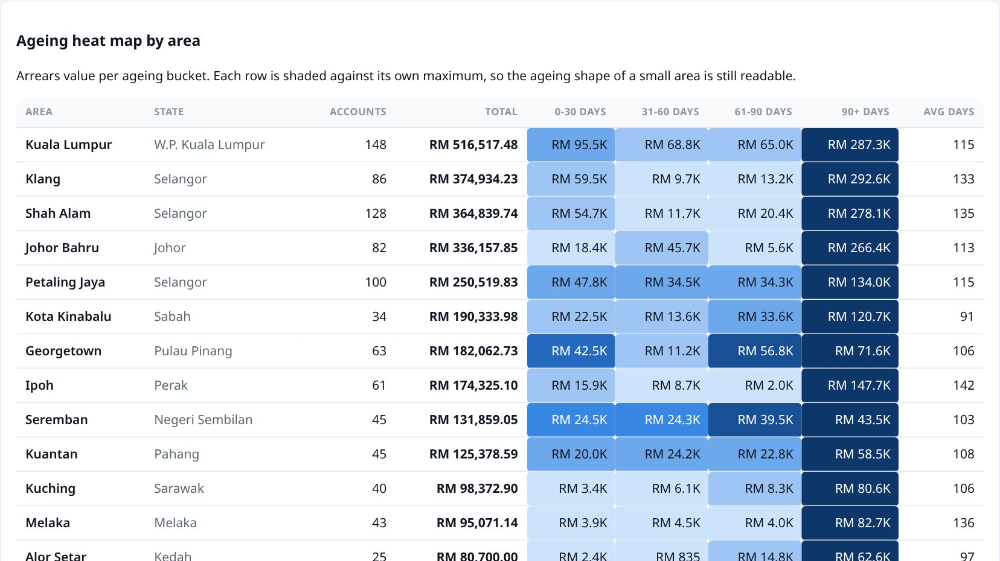 Ageing heat map by area
Arrears value per ageing bucket. Each row is shaded against its own maximum, so the ageing shape of a small area is still readable.
AREA STATE ACCOUNTS TOTAL 0-30 DAYS 31-60 DAYS 61-90 DAYS 90+ DAYS AVG DAYS
Kuala Lumpur W.P. Kuala Lumpur 148 RM 516,517.48 RM 95.5K RM 68.8K RM 65.0K RM 287.3K 115
Klang Selangor 86 RM 374,934.23 RM 59.5K RM 9.7K RM 13.2K RM 292.6K 133
Shah Alam Selangor 128 RM 364,839.74 RM 54.7K RM 11.7K RM 20.4K RM 278.1K 135
Johor Bahru Johor 82 RM 336,157.85 RM 18.4K RM 45.7K RM 5.6K RM 266.4K 113
Petaling Jaya Selangor 100 RM 250,519.83 RM 47.8K RM 34.5K RM 34.3K RM 134.0K 115
Kota Kinabalu Sabah 34 RM 190,333.98 RM 22.5K RM 13.6K RM 33.6K RM 120.7K 91
Georgetown Pulau Pinang 63 RM 182,062.73 RM 42.5K RM 11.2K RM 56.8K RM 71.6K 106
Ipoh Perak 61 RM 174,325.10 RM 15.9K RM 8.7K RM 2.0K RM 147.7K 142
Seremban Negeri Sembilan 45 RM 131,859.05 RM 24.5K RM 24.3K RM 39.5K RM 43.5K 103
Kuantan Pahang 45 RM 125,378.59 RM 20.0K RM 24.2K RM 22.8K RM 58.5K 108
Kuching Sarawak 40 RM 98,372.90 RM 3.4K RM 6.1K RM 8.3K RM 80.6K 106
Melaka Melaka 43 RM 95,071.14 RM 3.9K RM 4.5K RM 4.0K RM 82.7K 136
Alor Setar Kedah 25 RM 80,700.00 RM 2.4K RM 835 RM 14.8K RM 62.6K 97